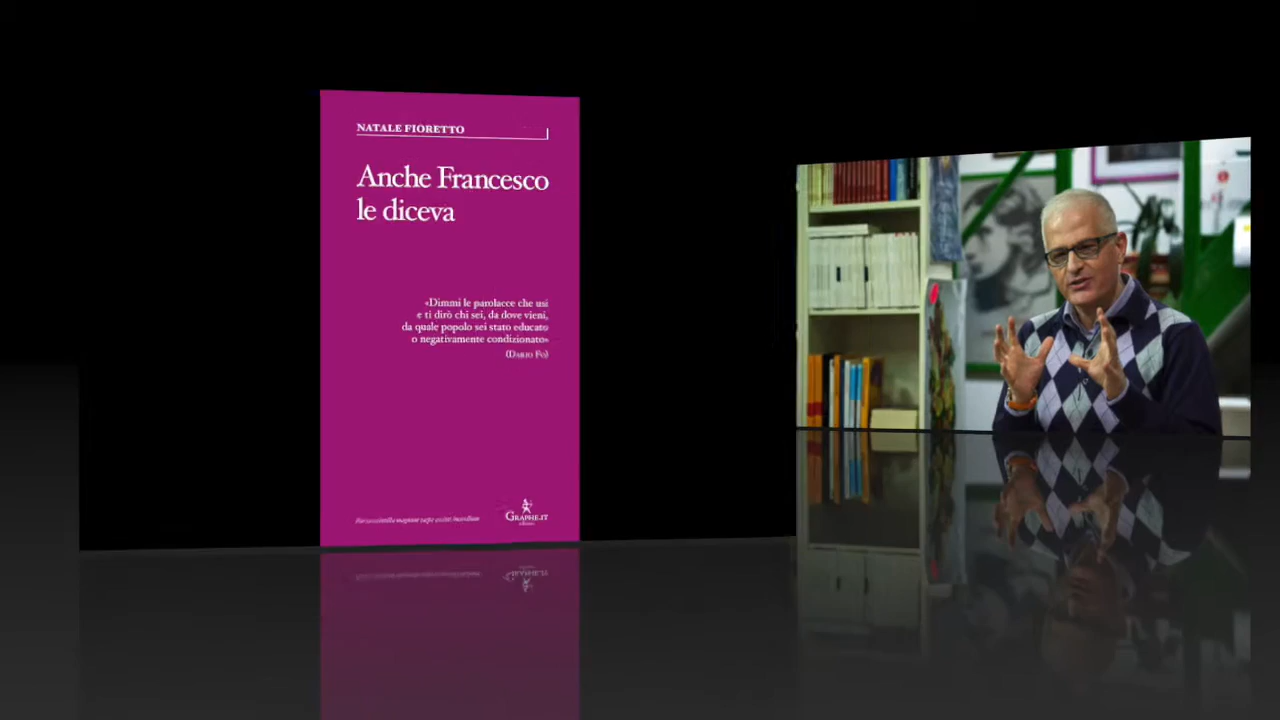 NATALE FIORETTO
Anche Francesco
le diceva
«Dimmi le parolacce che usi
e ti dirò chi sei, da dove vieni,
da quale popolo sei stato educato
o negativamente condizionato»
(DARIO FO)
GRAPHE.IT
edizioni